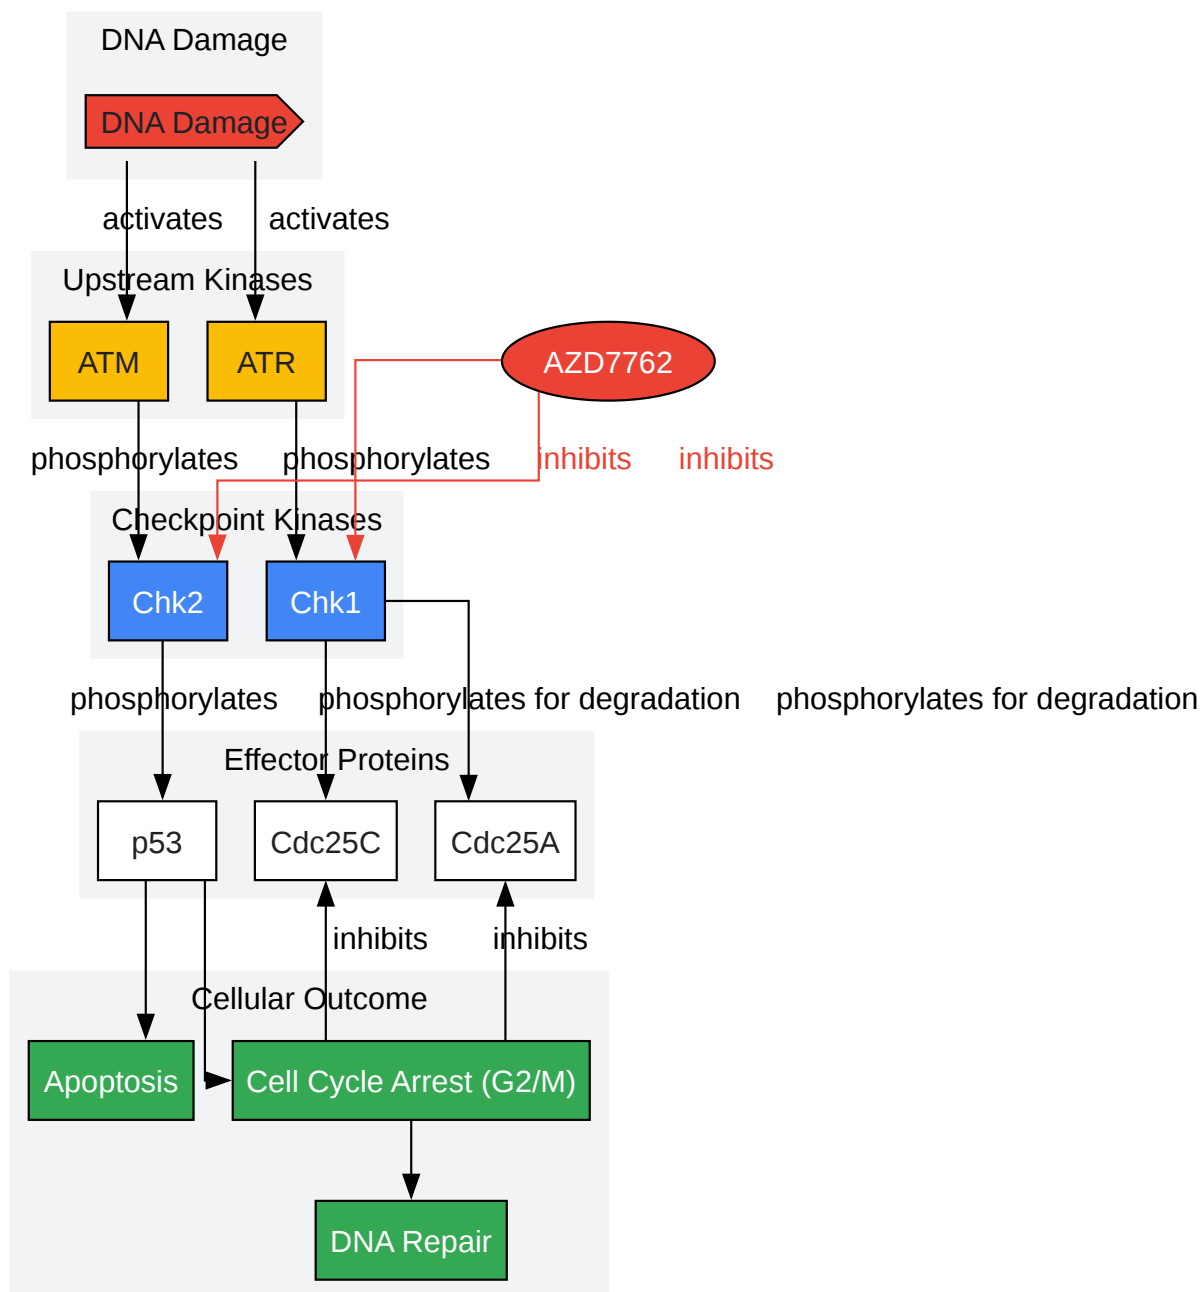 DNA Damage
DNA Damage
activates
activates
Upstream Kinases
ATM
ATR
AZD7762
phosphorylates
phosphorylates
inhibits
inhibits
Checkpoint Kinases
Chk2
Chk1
phosphorylates
phosphorylates for degradation
phosphorylates for degradation
Effector Proteins
p53
Cdc25C
Cdc25A
inhibits
inhibits
Cellular Outcome
Apoptosis
Cell Cycle Arrest (G2/M)
DNA Repair